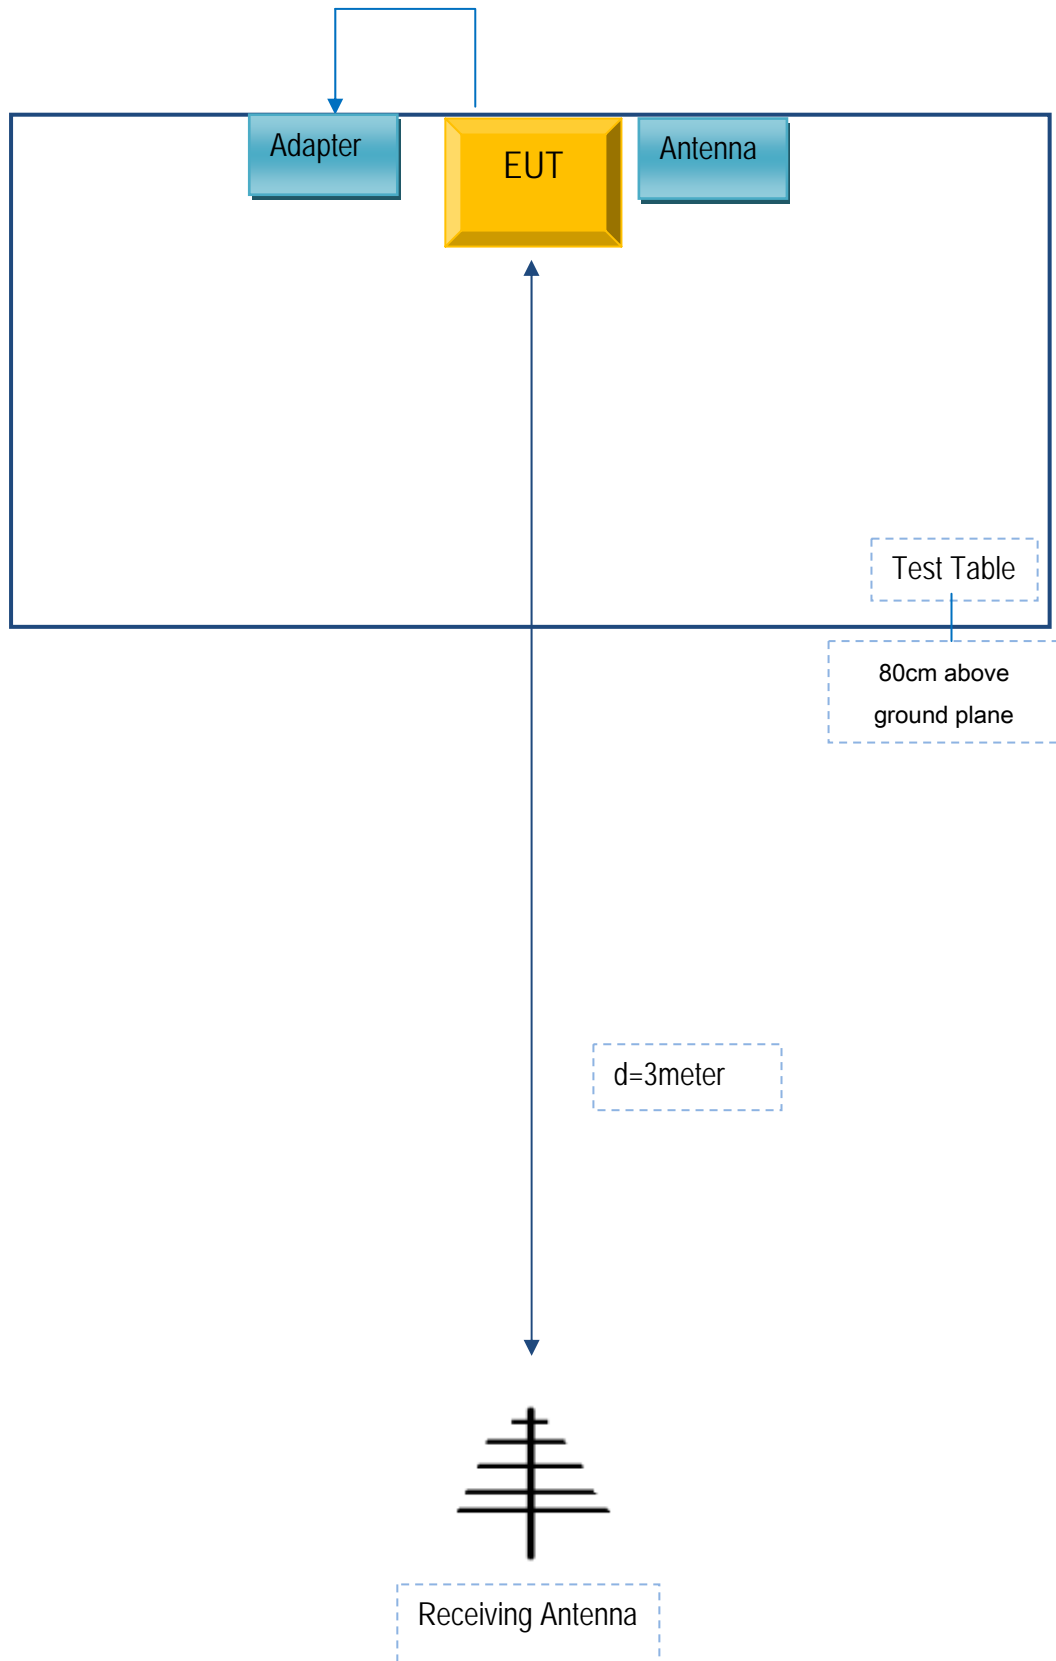 Adapter
EUT
Antenna
Test Table
80cm above
ground plane
d=3meter
Receiving Antenna